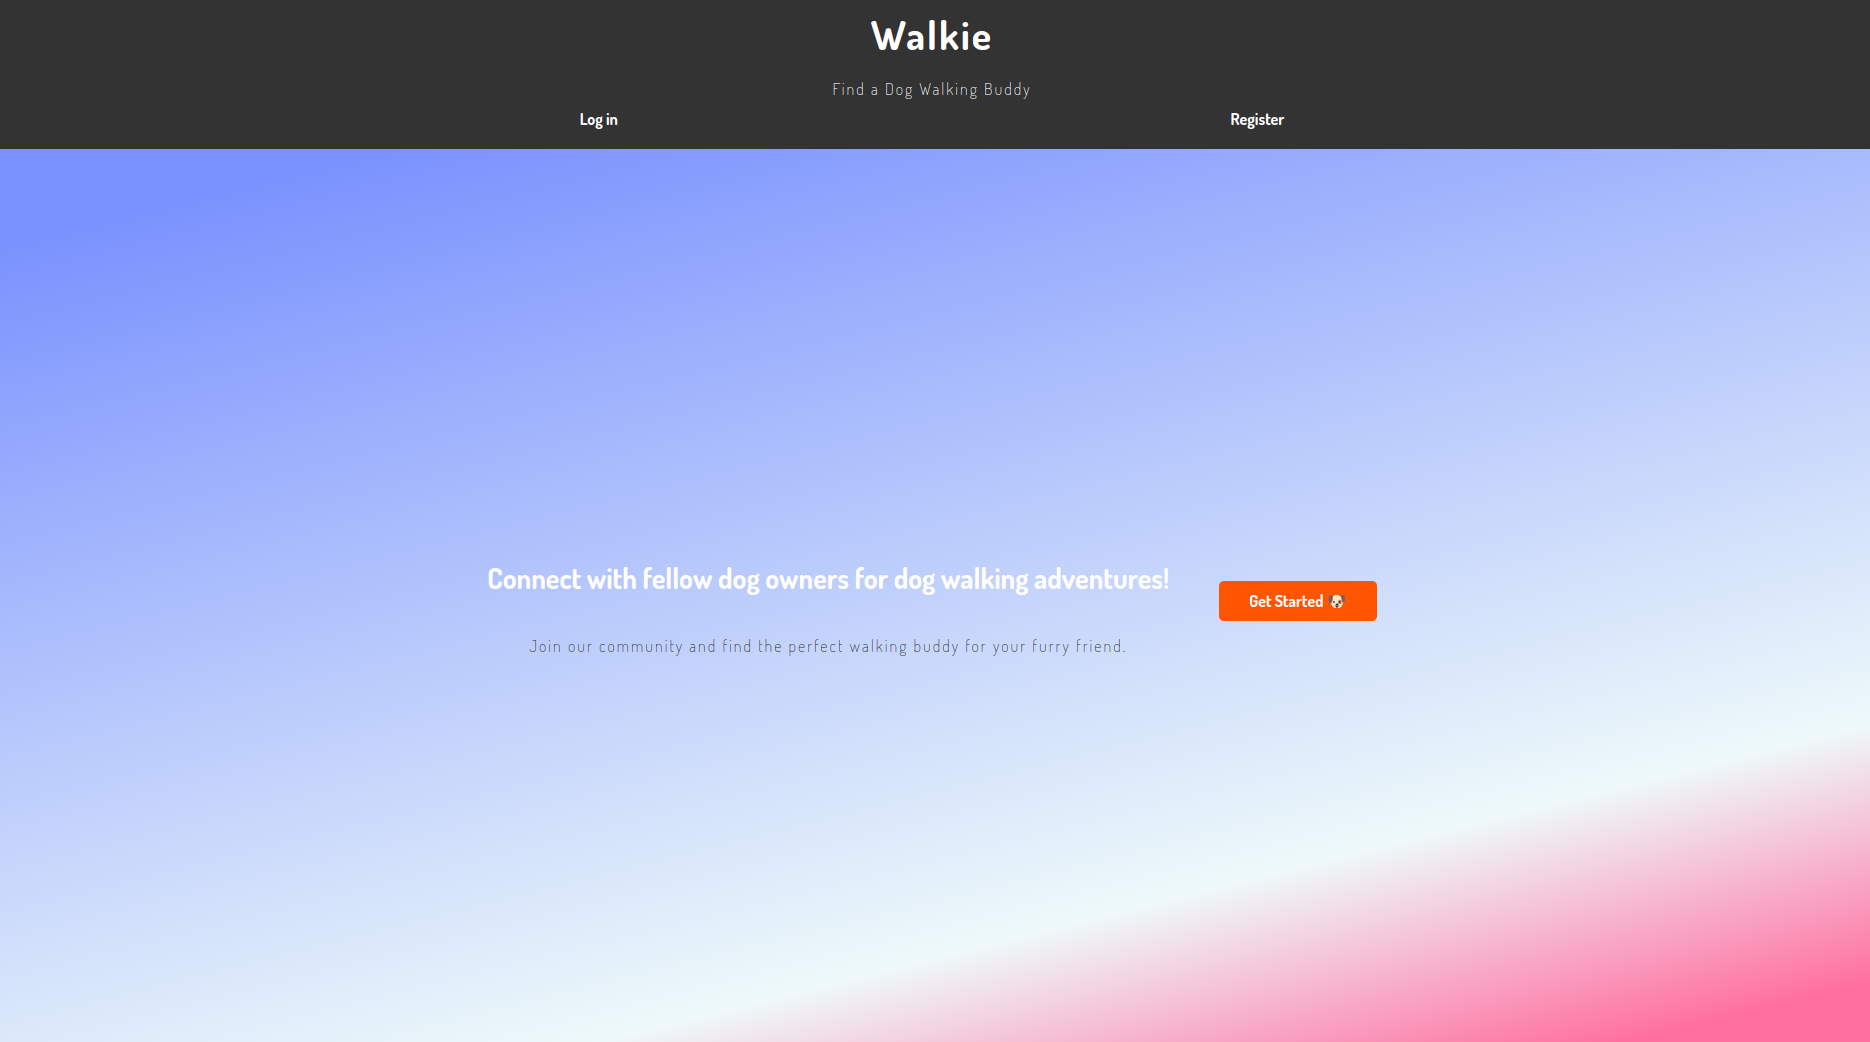 Walkie
Find a Dog Walking Buddy
Log in
Register
Connect with fellow dog owners for dog walking adventures!
Get Started 🐶
Join our community and find the perfect walking buddy for your furry friend.